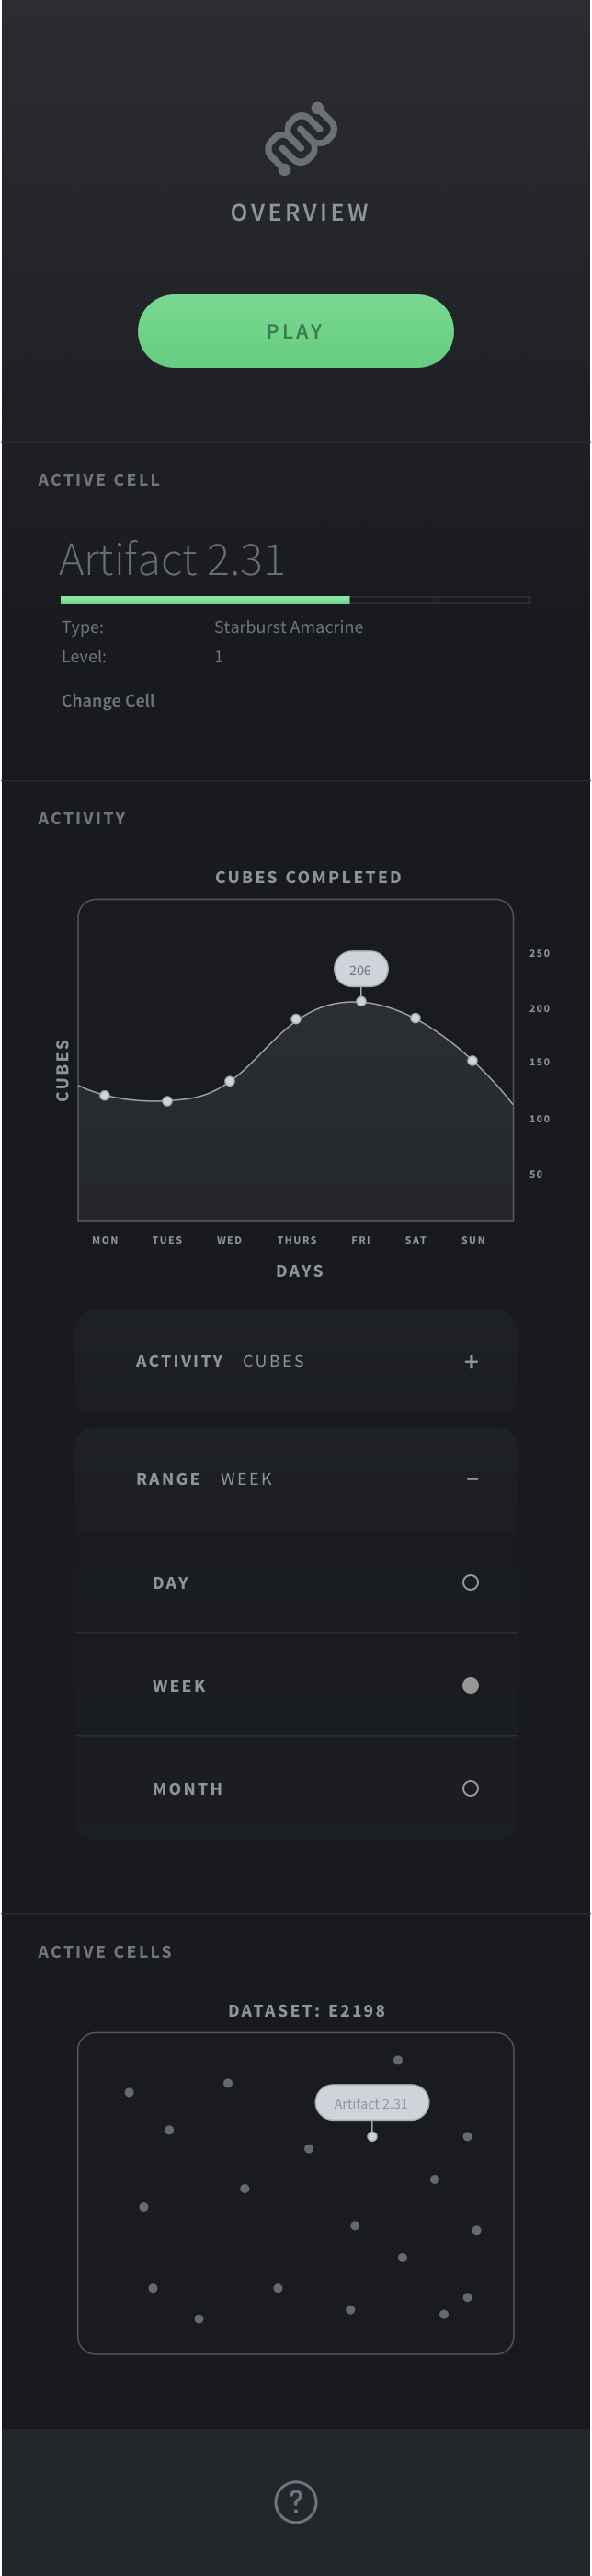 OVERVIEW
PLAY
ACTIVE CELL
Artifact 2.31
Type: Starburst Amacrine
Level: 1
Change Cell
ACTIVITY
CUBES COMPLETED
250
206
200
150
CUBES
100
50
MON TUES WED THURS FRI SAT SUN
DAYS
ACTIVITY CUBES +
RANGE WEEK −
DAY
WEEK
MONTH
ACTIVE CELLS
DATASET: E2198
Artifact 2.31
?